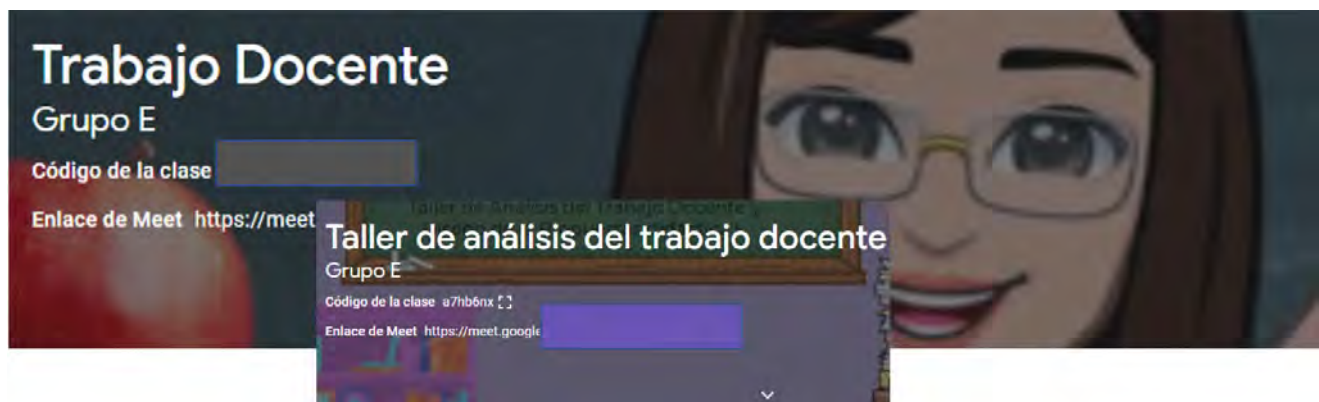 Trabajo Docente
Grupo E
Código de la clase
Enlace de Meet https://meet
Taller de análisis del trabajo docente
Grupo E
Código de la clase a7hb6nx
Enlace de Meet https://meet.google